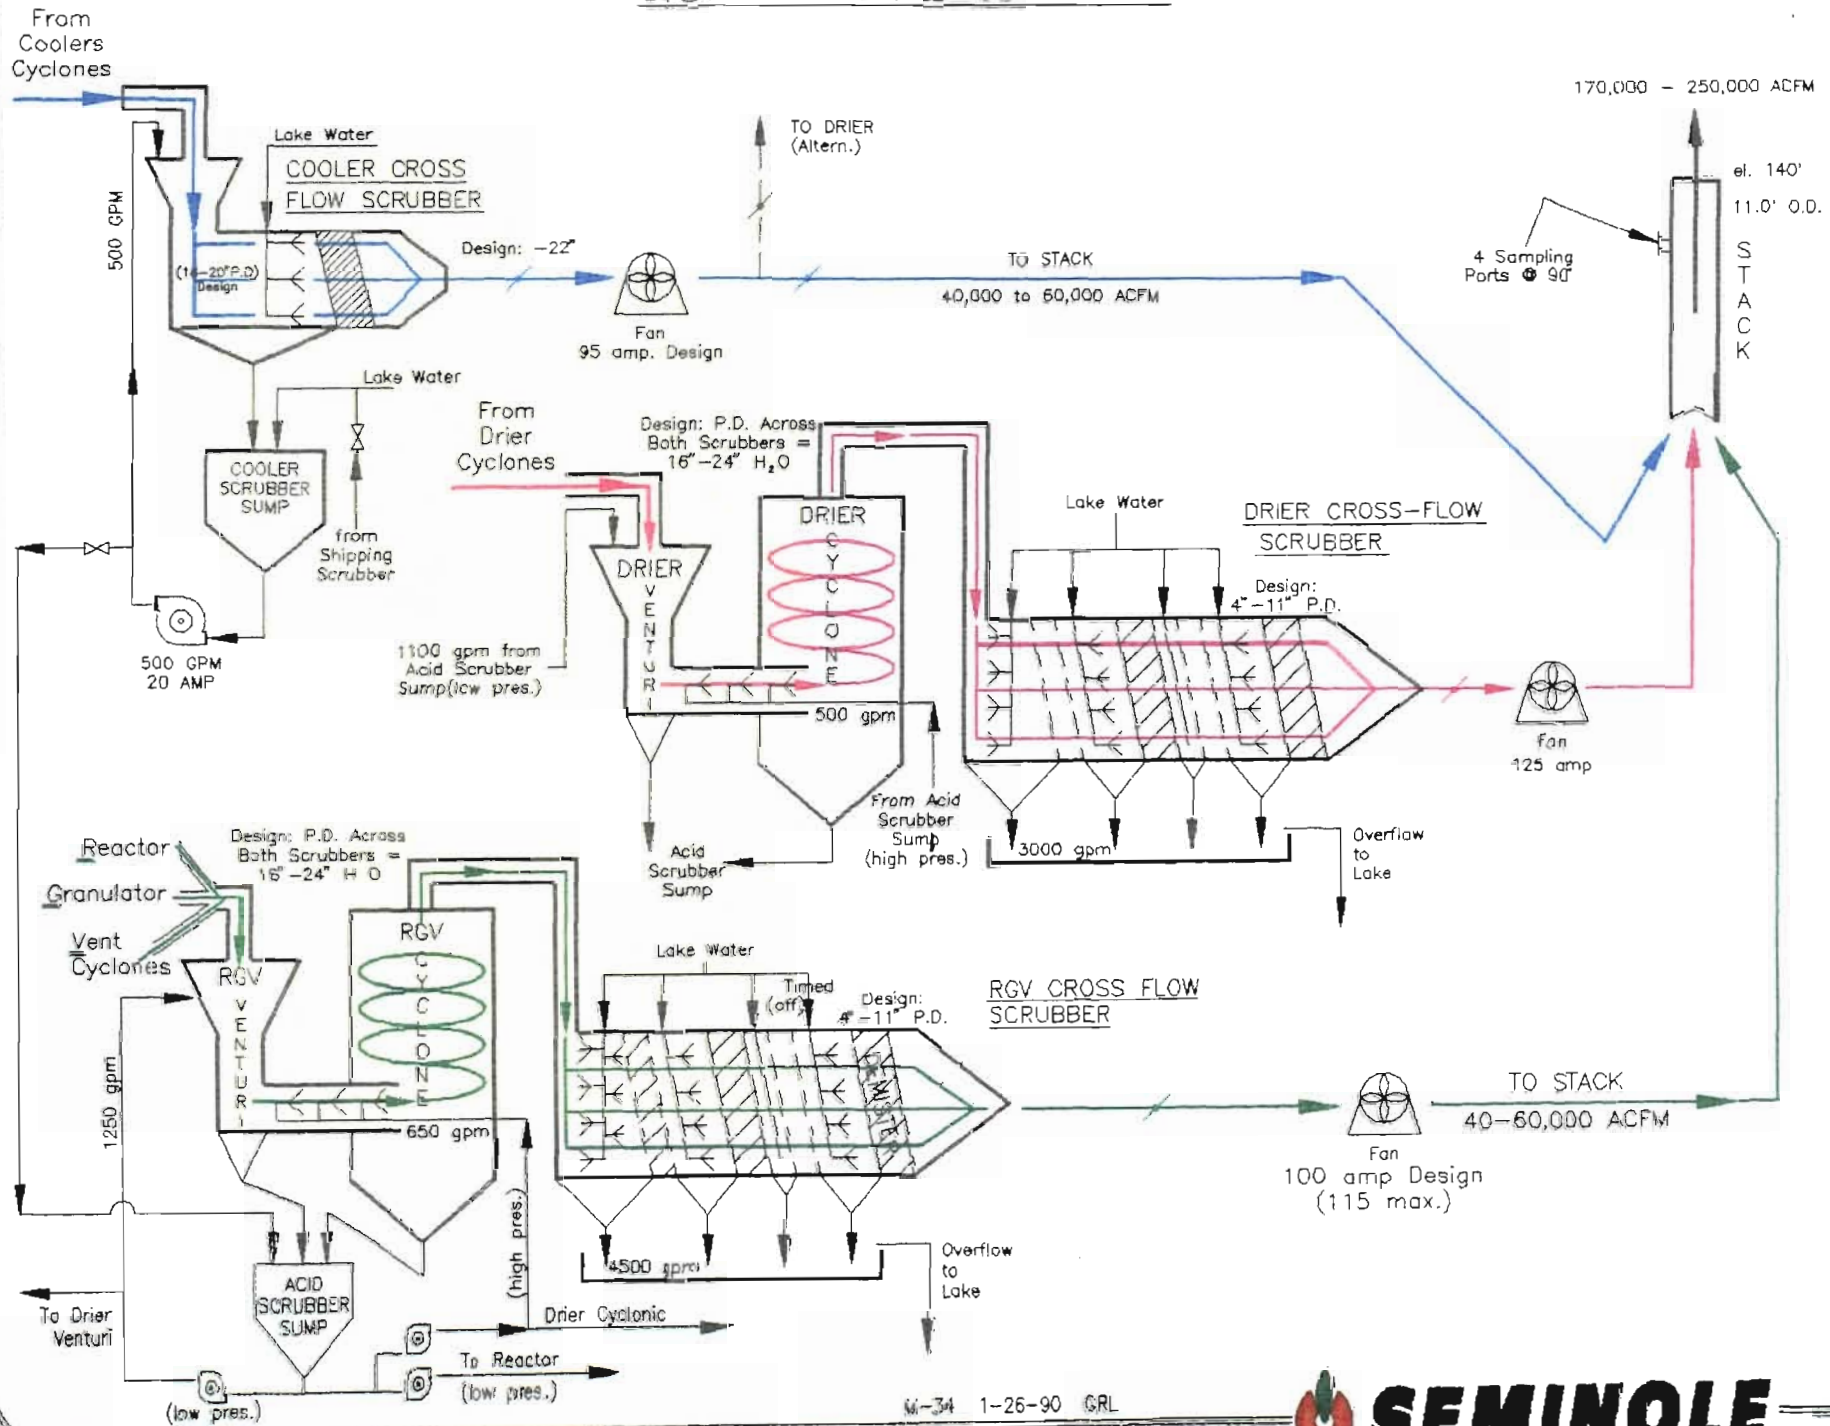 From
Coolers
Cyclones
170,000 - 250,000 ACFM
TO DRIER
(Altern.)
Lake Water
COOLER CROSS
FLOW SCRUBBER
el. 140'
11.0' O.D.
STACK
500 GPM
Design: -22"
Design
4 Sampling
Ports @ 90°
TO STACK
40,000 to 60,000 ACFM
Fan
95 amp. Design
Lake Water
From
Drier
Cyclones
Design: P.D. Across
Both Scrubbers =
16"-24" H₂O
COOLER
SCRUBBER
SUMP
from
Shipping
Scrubber
DRIER
CYCLONE
Lake Water
DRIER CROSS-FLOW
SCRUBBER
DRIER
VENTURI
Design:
4"-11" P.D.
500 GPM
20 AMP
1100 gpm from
Acid Scrubber
Sump(low pres.)
500 gpm
Fan
125 amp
From Acid
Scrubber
Sump
(high pres.)
Acid
Scrubber
Sump
3000 gpm
Overflow
to
Lake
Reactor
Granulator
Vent
Cyclones
Design: P.D. Across
Both Scrubbers =
16"-24" H O
RGV
CYCLONE
RGV
VENTURI
Lake Water
Timed
(off)
Design:
4"-11" P.D.
RGV CROSS FLOW
SCRUBBER
DEMISTER
1250 gpm
650 gpm
TO STACK
40-60,000 ACFM
Fan
100 amp Design
(115 max.)
(high pres.)
4500 gpm
Overflow
to
Lake
ACID
SCRUBBER
SUMP
To Drier
Venturi
Drier Cyclonic
To Reactor
(low pres.)
(low pres.)
M-34 1-26-90 GRL
SEMINOLE